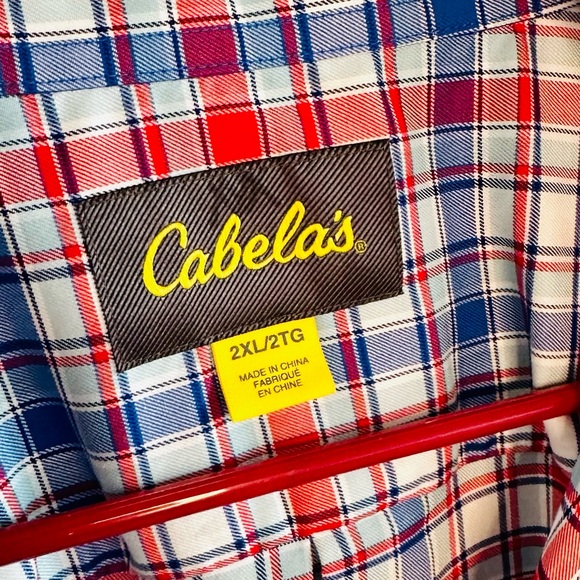 Cabela's®
2XL/2TG
MADE IN CHINA
FABRIQUÉ
EN CHINE